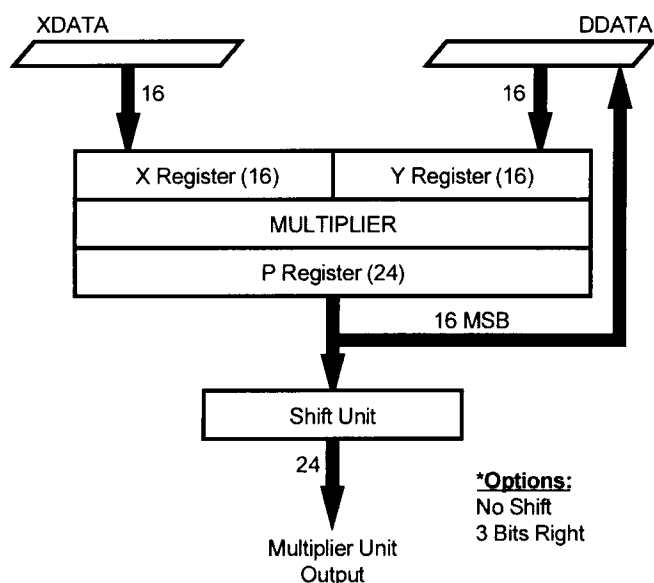 XDATA
DDATA
16
16
X Register (16)
Y Register (16)
MULTIPLIER
P Register (24)
16 MSB
Shift Unit
24
*Options:
No Shift
3 Bits Right
Multiplier Unit
Output